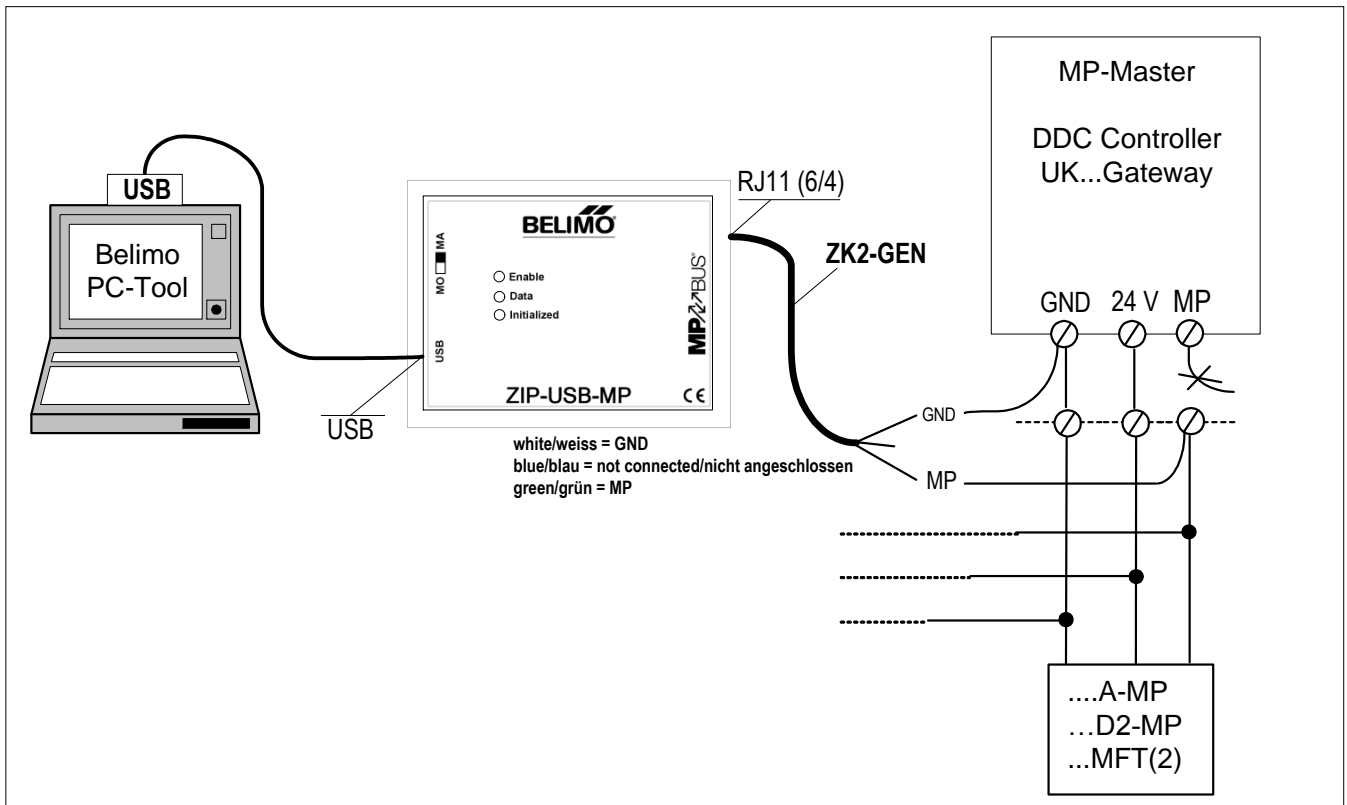 USB
Belimo
PC-Tool
USB
RJ11 (6/4)
BELIMO®
MO MA
Enable
Data
Initialized
USB
MP BUS®
ZIP-USB-MP
CE
white/weiss = GND
blue/blau = not connected/nicht angeschlossen
green/grün = MP
ZK2-GEN
GND
MP
MP-Master
DDC Controller
UK...Gateway
GND 24 V MP
....A-MP
...D2-MP
...MFT(2)